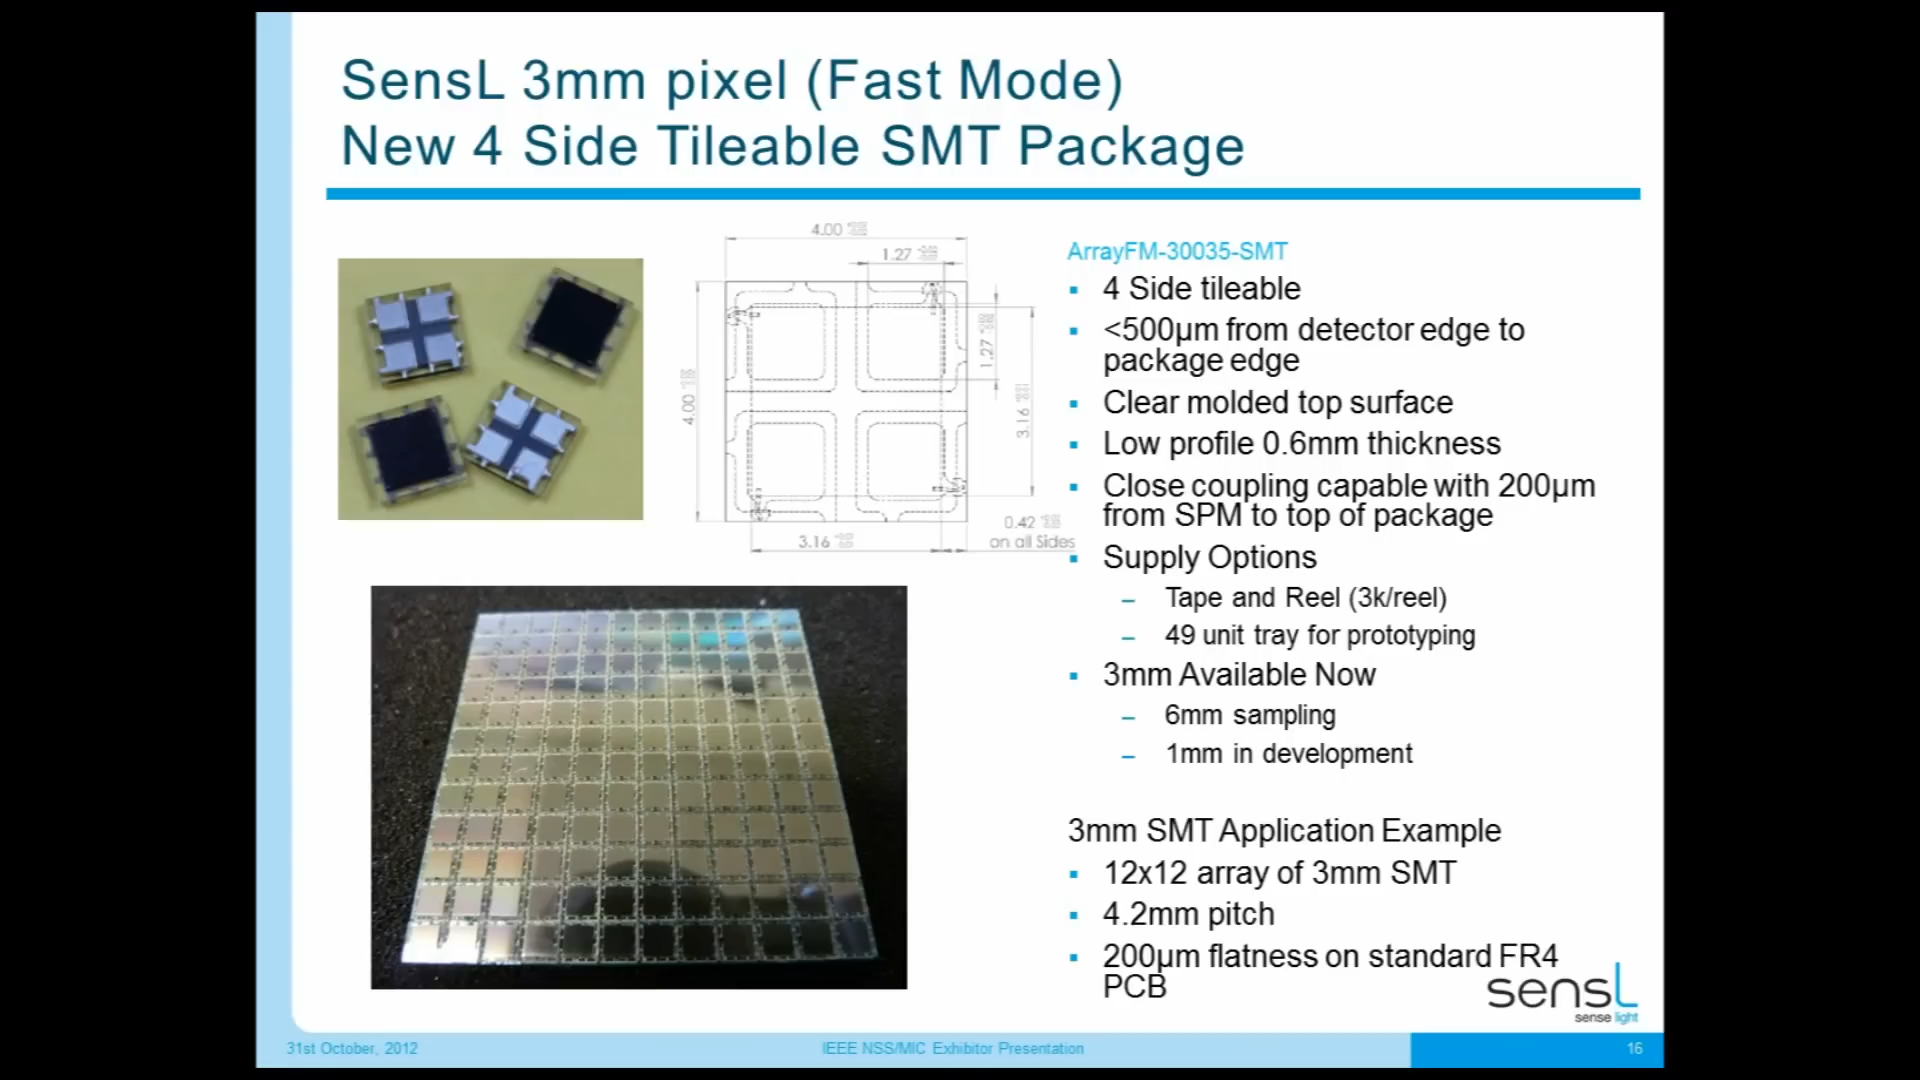 SensL 3mm pixel (Fast Mode)
New 4 Side Tileable SMT Package
4.00
1.27
1.27
4.00
3.16
3.16
0.42
on all Sides
ArrayFM-30035-SMT
▪ 4 Side tileable
▪ <500µm from detector edge to
package edge
▪ Clear molded top surface
▪ Low profile 0.6mm thickness
▪ Close coupling capable with 200µm
from SPM to top of package
▪ Supply Options
– Tape and Reel (3k/reel)
– 49 unit tray for prototyping
▪ 3mm Available Now
– 6mm sampling
– 1mm in development
3mm SMT Application Example
▪ 12x12 array of 3mm SMT
▪ 4.2mm pitch
▪ 200µm flatness on standard FR4
PCB
sensL
sense light
31st October, 2012
IEEE NSS/MIC Exhibitor Presentation
16